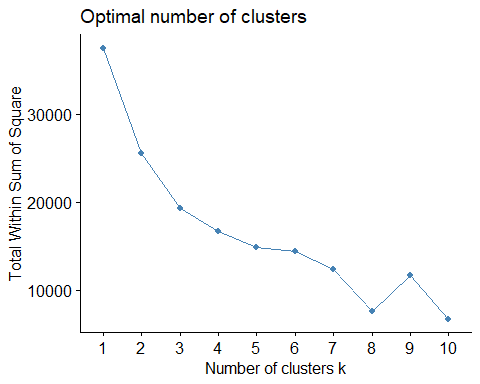 Optimal number of clusters
Total Within Sum of Square
30000
20000
10000
1 2 3 4 5 6 7 8 9 10
Number of clusters k